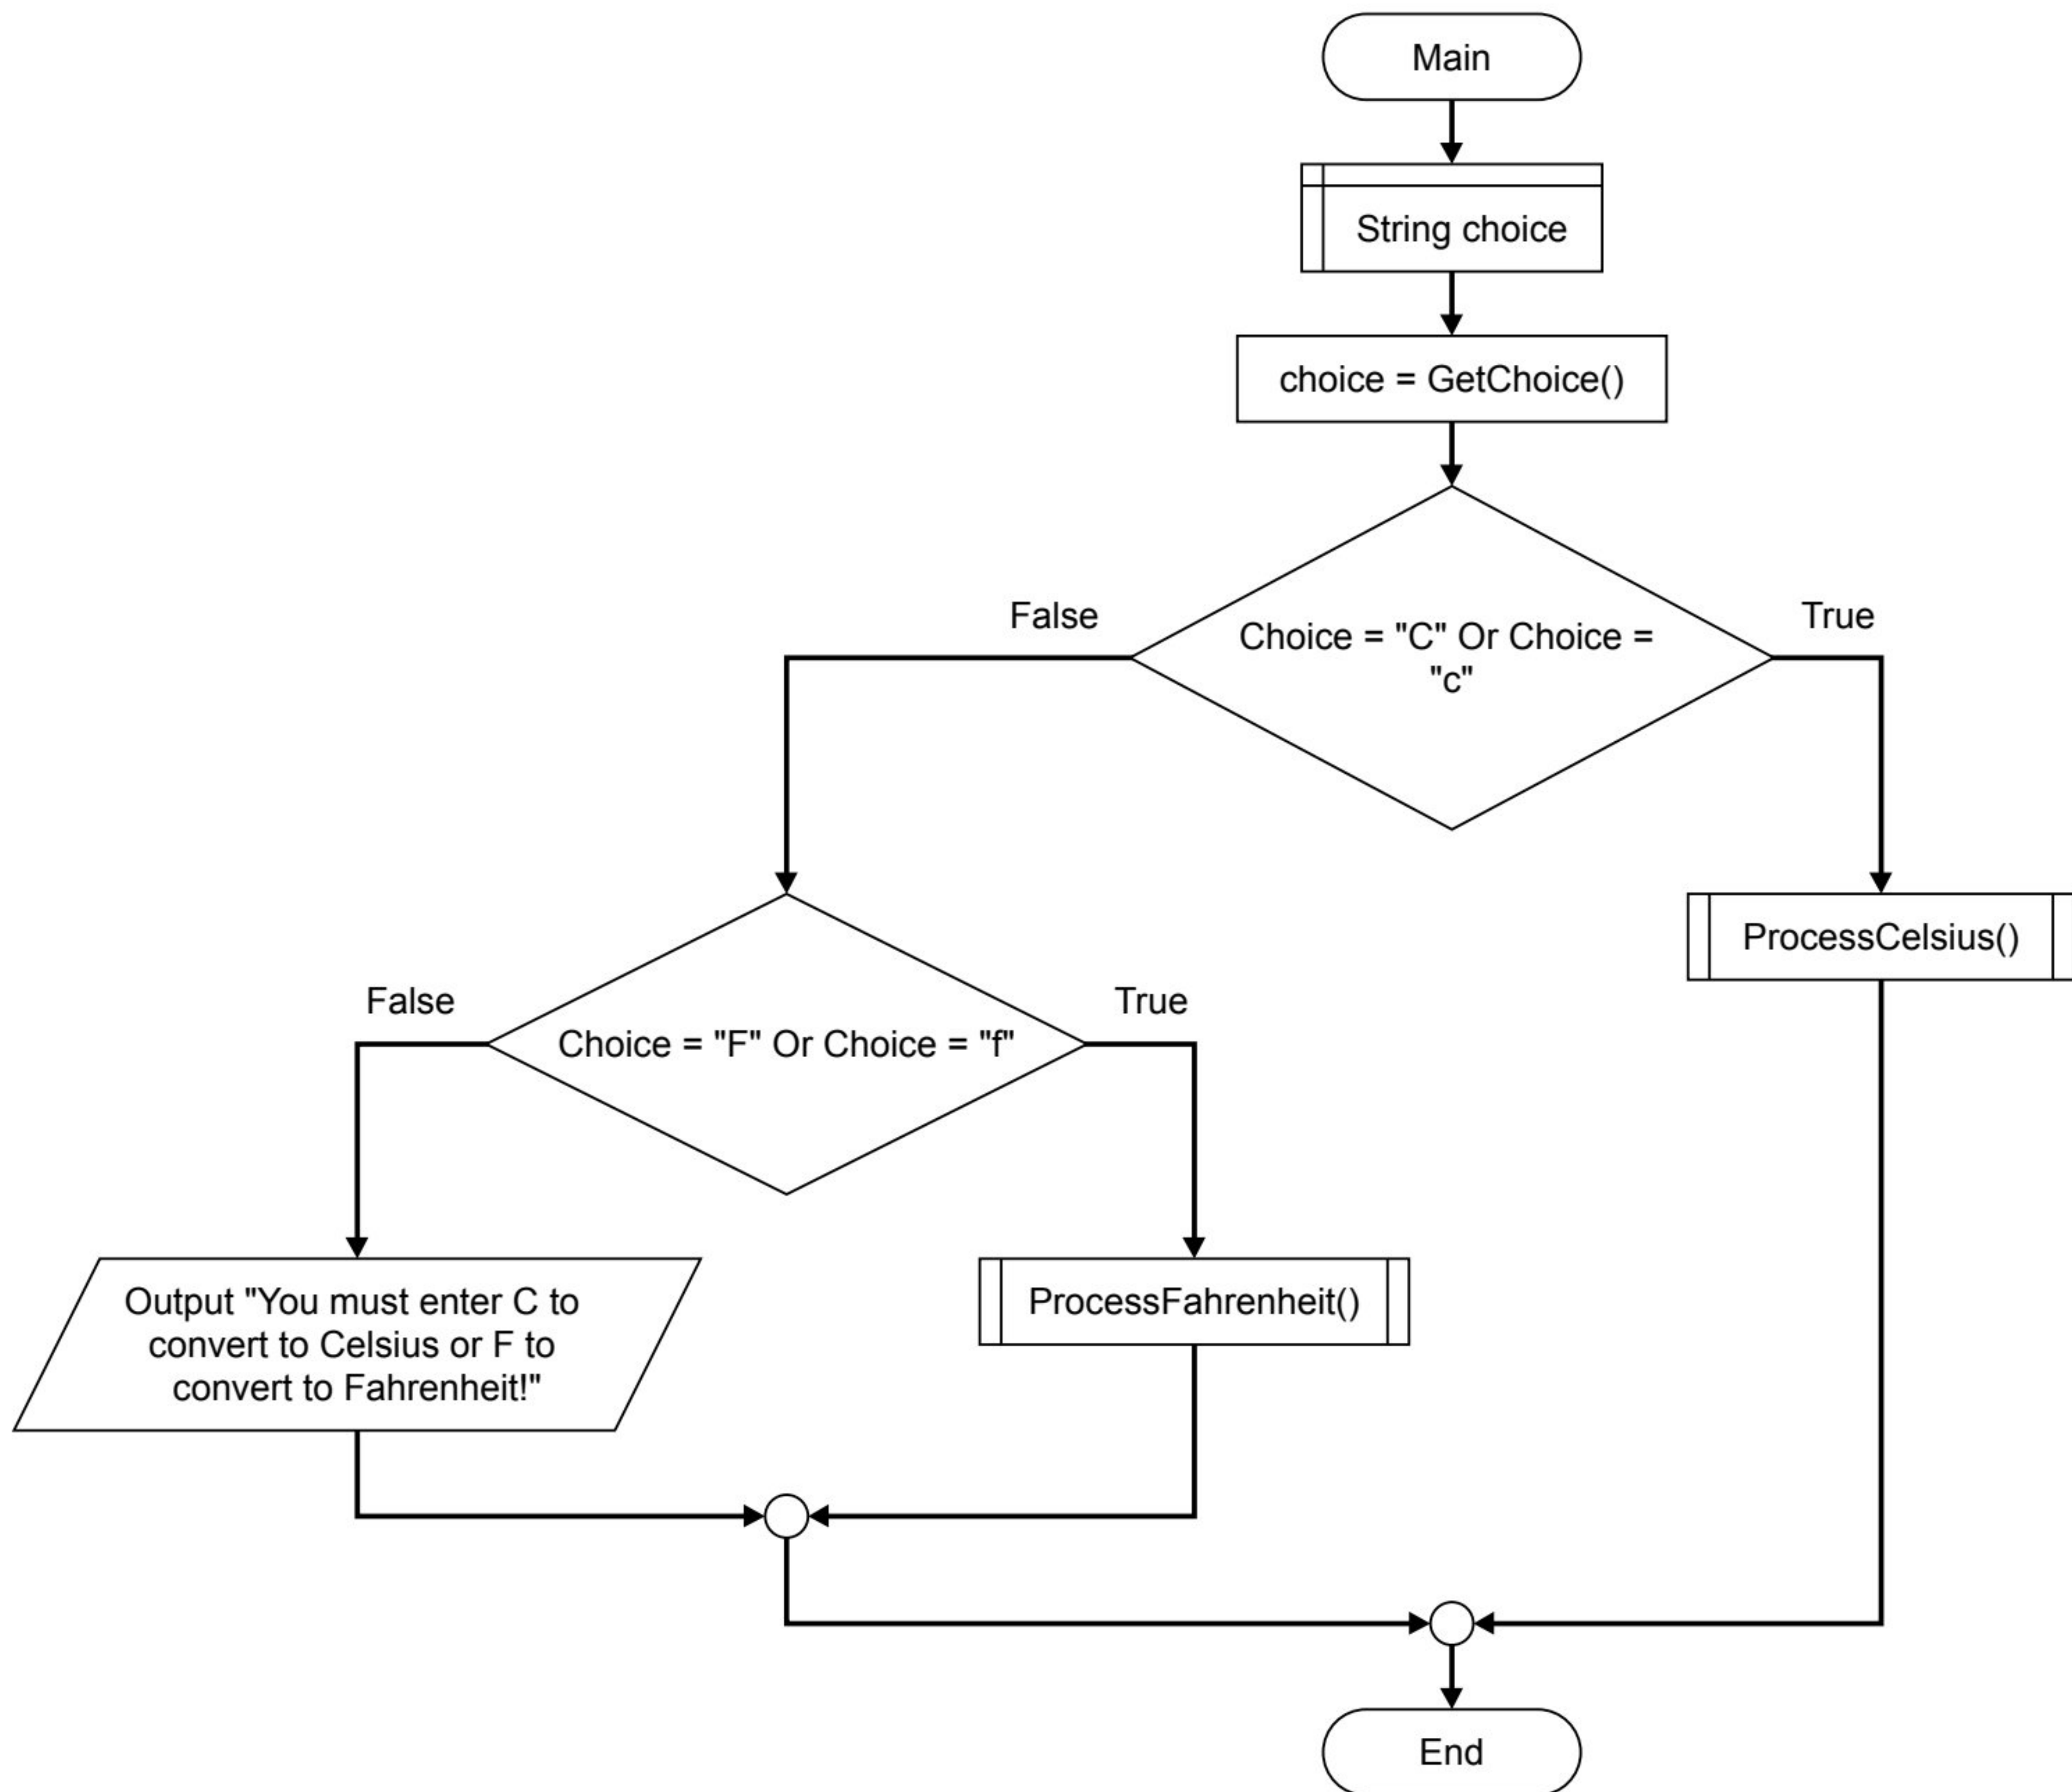 Main
String choice
choice = GetChoice()
False
True
Choice = "C" Or Choice =
"c"
ProcessCelsius()
False
True
Choice = "F" Or Choice = "f"
Output "You must enter C to
convert to Celsius or F to
convert to Fahrenheit!"
ProcessFahrenheit()
End